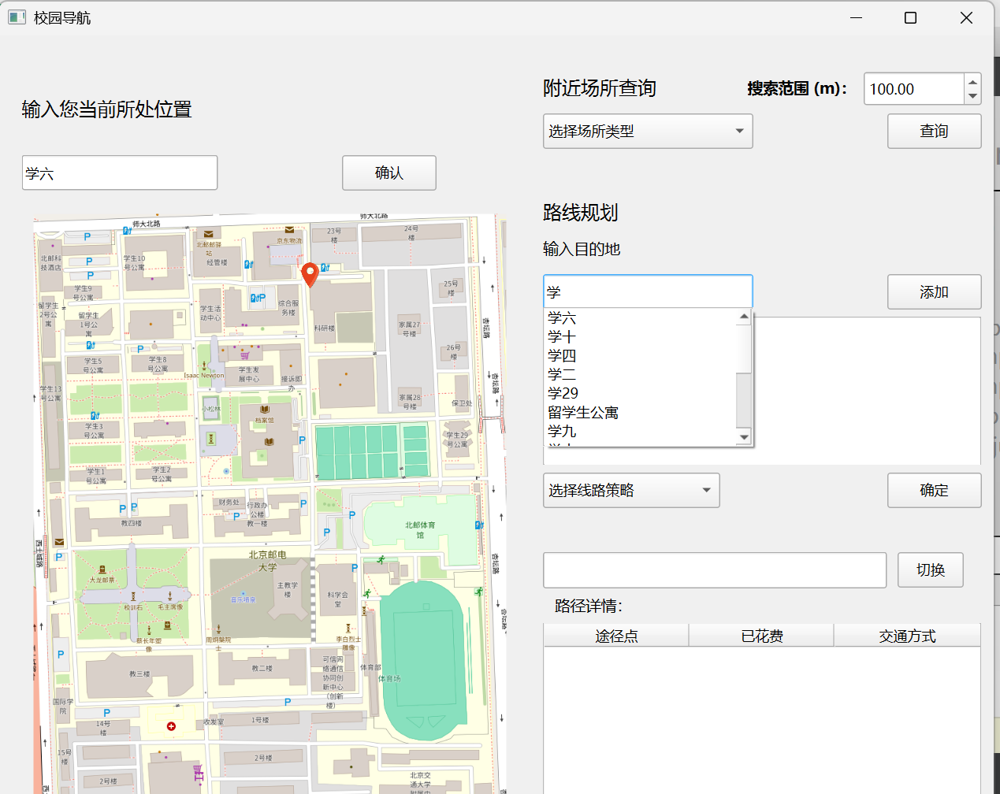 校园导航
输入您当前所处位置
学六
确认
附近场所查询
搜索范围 (m)：
100.00
选择场所类型
查询
路线规划
输入目的地
学
添加
学六
学十
学四
学二
学29
留学生公寓
学九
选择线路策略
确定
切换
路径详情：
途径点
已花费
交通方式
师大北路
师大北路
北邮科
技酒店
学生10
号公寓
北邮邮驿
站
经管楼
京东物流
23号
楼
24号
楼
学生9
号公寓
留学生
2号公
寓
留学生
1号公
寓
学生活
动中心
综合服
务楼
科研楼
25号
楼
家属27
号楼
26号
楼
杏坛路
学生5
号公寓
学生8
号公寓
Isaac Newton
学生发
展中心
接诉即
办
学生13
号公寓
家属28
号楼
保卫处
杏坛路
小松林
档案馆
学生3
号公寓
学生29
号公寓
学生1
号公寓
学生2
号公寓
财务处
行政办
公楼
教一楼
教四楼
北邮体育
馆
西土城路
北京邮电
大学
大龙邮票
主教学
楼
科学会
堂
音乐喷泉
校训石
毛主席像
杏坛路
蔡长年塑
像
周炯槃院
士
李白烈士
雕像
教三楼
教二楼
可信网
络通信
协同创
新中心
（创新
楼）
体育部
体育场
国际学
院
14号
楼
收发室
1号楼
15号
楼
2号楼
2号楼
北京交
通大学